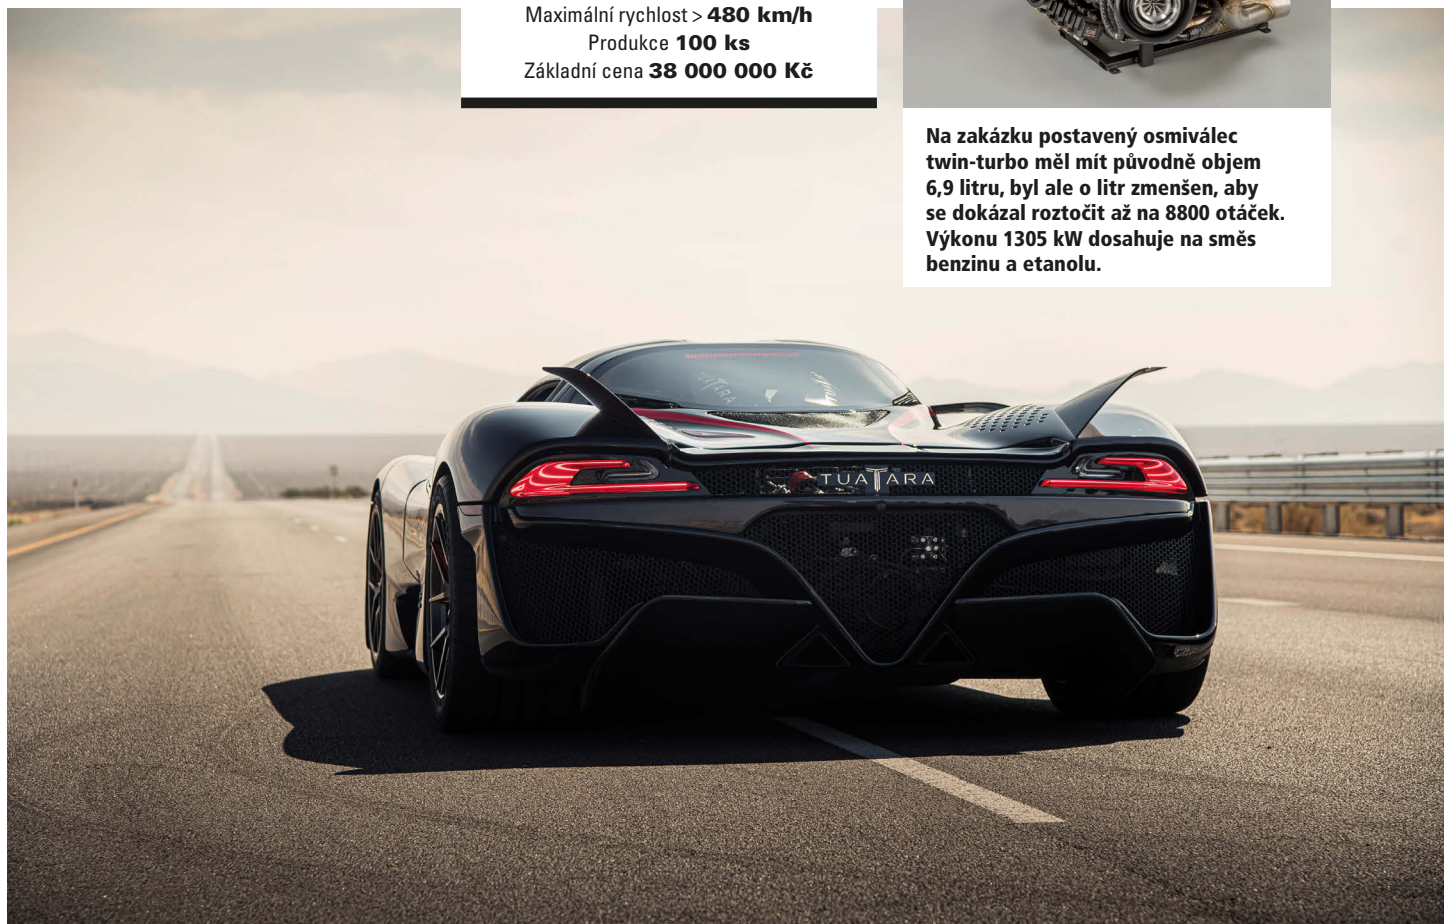 Maximální rychlost > 480 km/h
Produkce 100 ks
Základní cena 38 000 000 Kč
Na zakázku postavený osmiválec
twin-turbo měl mít původně objem
6,9 litru, byl ale o litr zmenšen, aby
se dokázal roztočit až na 8800 otáček.
Výkonu 1305 kW dosahuje na směs
benzinu a etanolu.
TUATARA
TUATARA